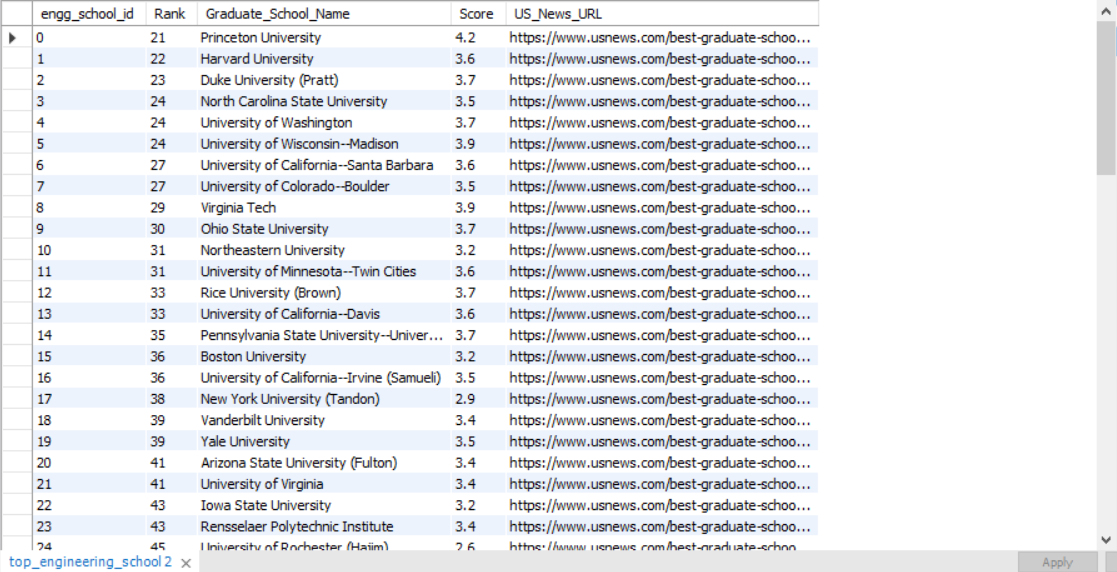 engg_school_id Rank Graduate_School_Name Score US_News_URL
0 21 Princeton University 4.2 https://www.usnews.com/best-graduate-schoo...
1 22 Harvard University 3.6 https://www.usnews.com/best-graduate-schoo...
2 23 Duke University (Pratt) 3.7 https://www.usnews.com/best-graduate-schoo...
3 24 North Carolina State University 3.5 https://www.usnews.com/best-graduate-schoo...
4 24 University of Washington 3.7 https://www.usnews.com/best-graduate-schoo...
5 24 University of Wisconsin--Madison 3.9 https://www.usnews.com/best-graduate-schoo...
6 27 University of California--Santa Barbara 3.6 https://www.usnews.com/best-graduate-schoo...
7 27 University of Colorado--Boulder 3.5 https://www.usnews.com/best-graduate-schoo...
8 29 Virginia Tech 3.9 https://www.usnews.com/best-graduate-schoo...
9 30 Ohio State University 3.7 https://www.usnews.com/best-graduate-schoo...
10 31 Northeastern University 3.2 https://www.usnews.com/best-graduate-schoo...
11 31 University of Minnesota--Twin Cities 3.6 https://www.usnews.com/best-graduate-schoo...
12 33 Rice University (Brown) 3.7 https://www.usnews.com/best-graduate-schoo...
13 33 University of California--Davis 3.6 https://www.usnews.com/best-graduate-schoo...
14 35 Pennsylvania State University--Univer... 3.7 https://www.usnews.com/best-graduate-schoo...
15 36 Boston University 3.2 https://www.usnews.com/best-graduate-schoo...
16 36 University of California--Irvine (Samueli) 3.5 https://www.usnews.com/best-graduate-schoo...
17 38 New York University (Tandon) 2.9 https://www.usnews.com/best-graduate-schoo...
18 39 Vanderbilt University 3.4 https://www.usnews.com/best-graduate-schoo...
19 39 Yale University 3.5 https://www.usnews.com/best-graduate-schoo...
20 41 Arizona State University (Fulton) 3.4 https://www.usnews.com/best-graduate-schoo...
21 41 University of Virginia 3.4 https://www.usnews.com/best-graduate-schoo...
22 43 Iowa State University 3.2 https://www.usnews.com/best-graduate-schoo...
23 43 Rensselaer Polytechnic Institute 3.4 https://www.usnews.com/best-graduate-schoo...
24 45 University of Rochester (Hajim) 2.6 https://www.usnews.com/best-graduate-schoo
top_engineering_school 2 Apply